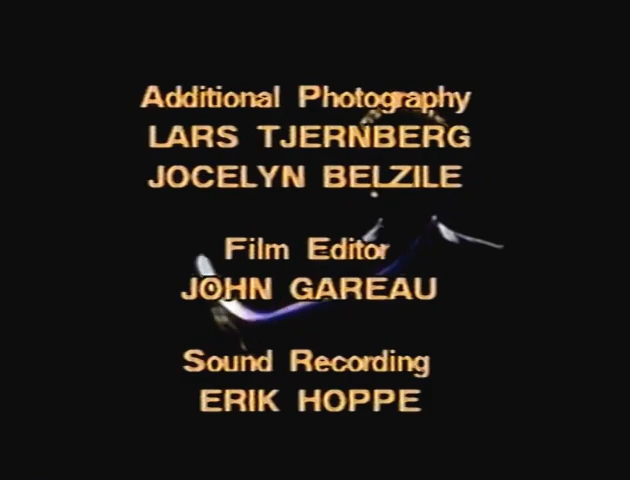 Additional Photography
LARS TJERNBERG
JOCELYN BELZILE
Film Editor
JOHN GAREAU
Sound Recording
ERIK HOPPE